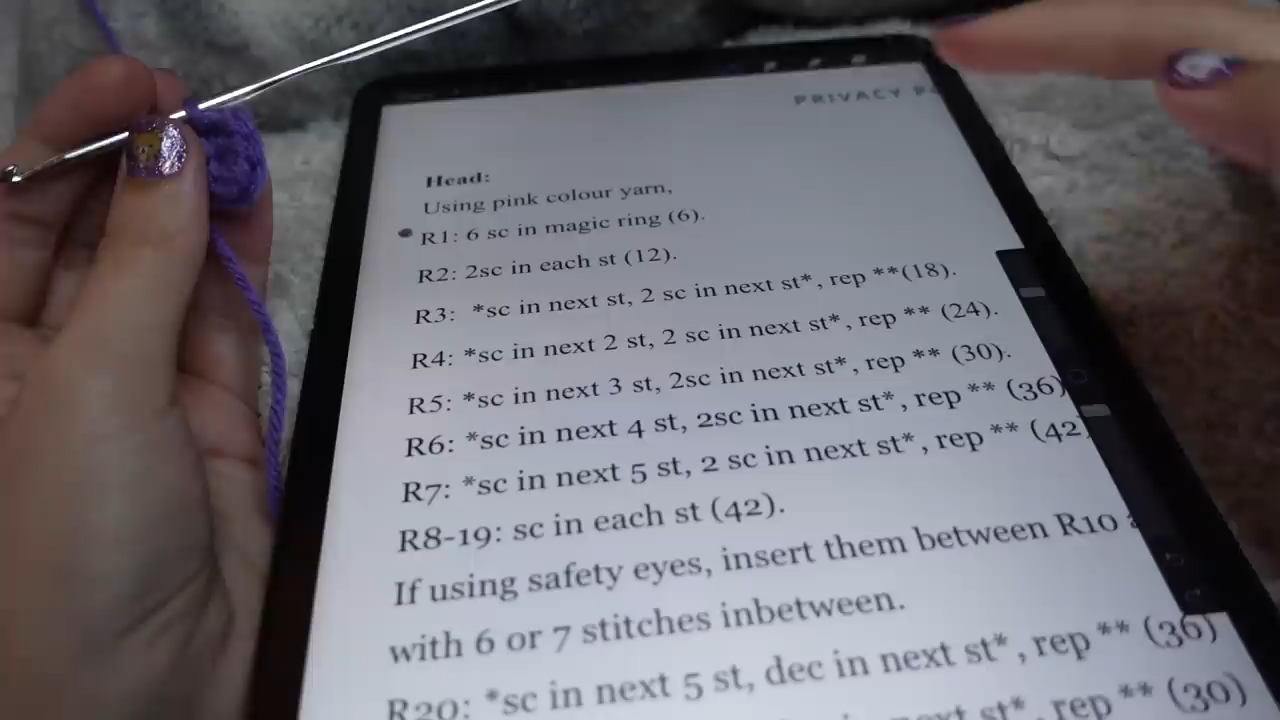 PRIVACY
Head:
Using pink colour yarn,
R1: 6 sc in magic ring (6).
R2: 2sc in each st (12).
R3: *sc in next st, 2 sc in next st*, rep **(18).
R4: *sc in next 2 st, 2 sc in next st*, rep ** (24).
R5: *sc in next 3 st, 2sc in next st*, rep ** (30).
R6: *sc in next 4 st, 2sc in next st*, rep ** (36)
R7: *sc in next 5 st, 2 sc in next st*, rep ** (42
R8-19: sc in each st (42).
If using safety eyes, insert them between R10
with 6 or 7 stitches inbetween.
R20: *sc in next 5 st, dec in next st*, rep ** (36)
next st*, rep ** (30)